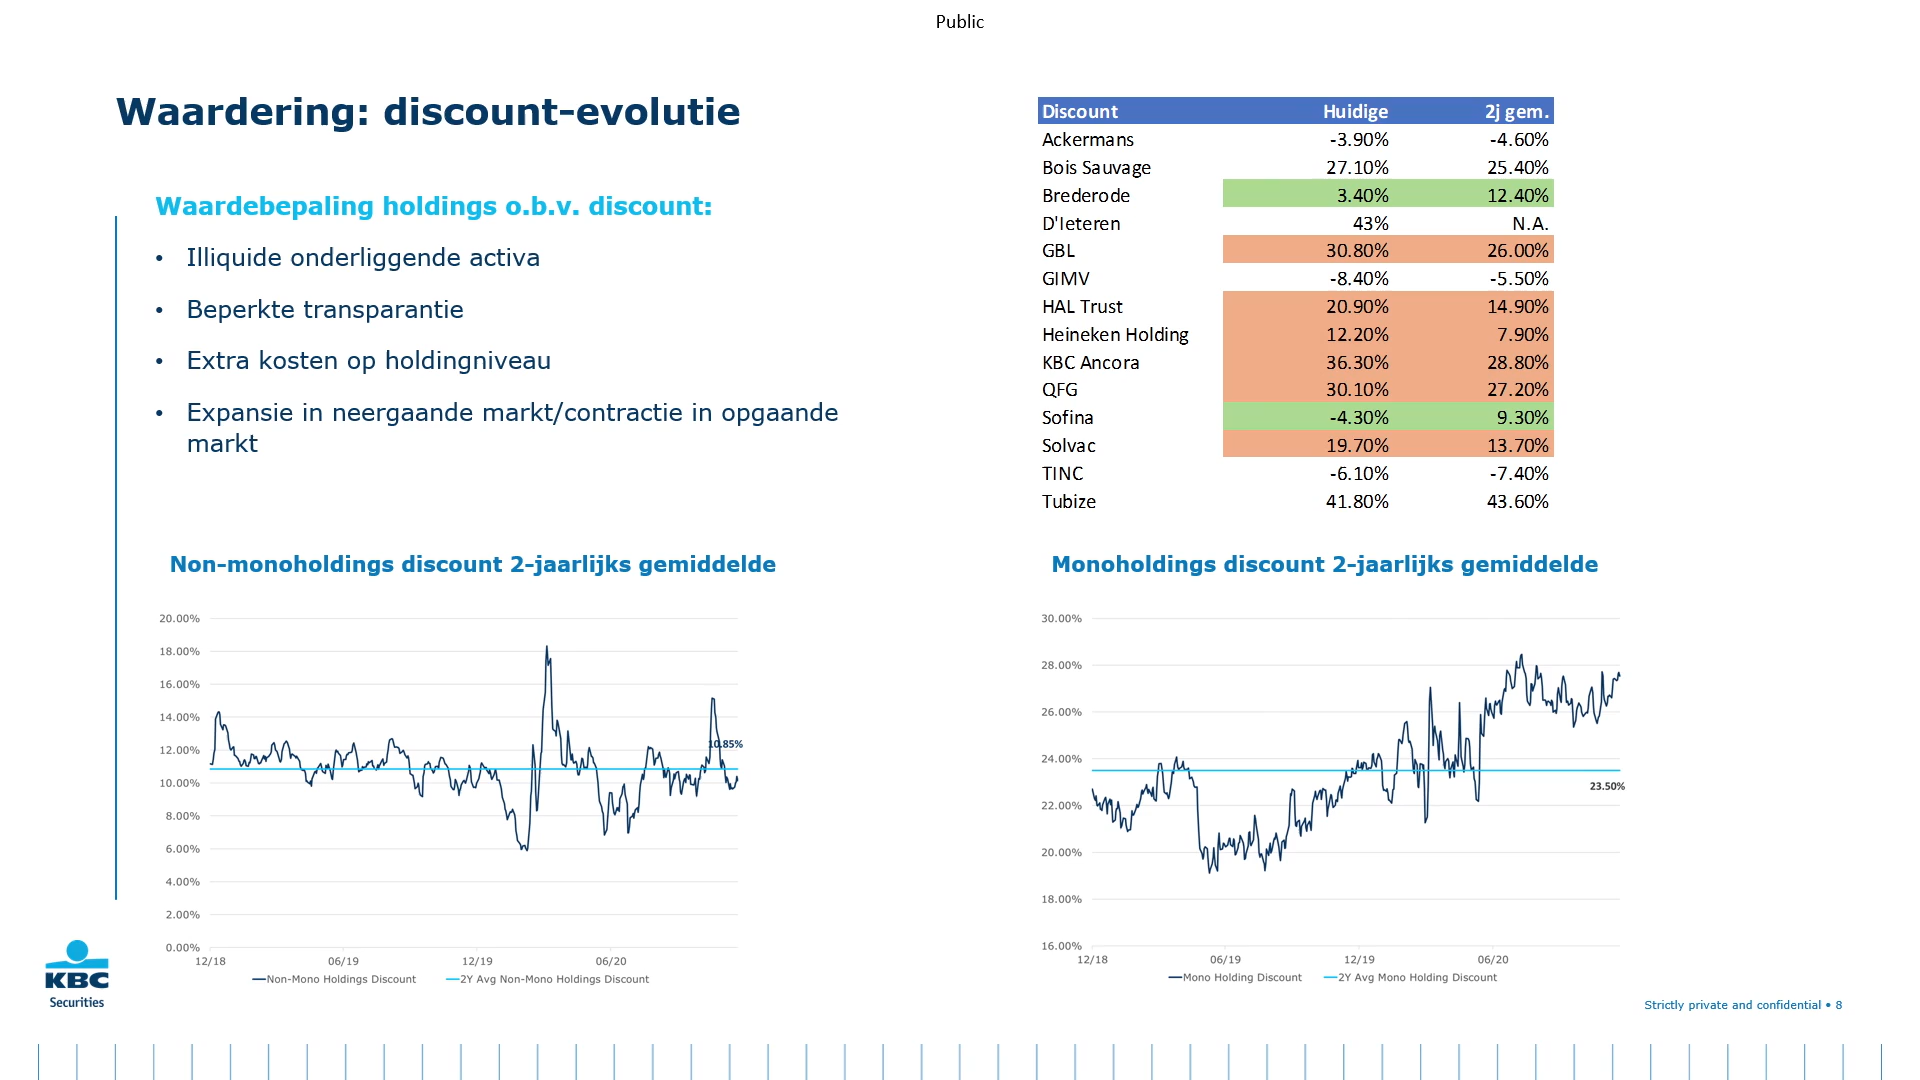 Public
Waardering: discount-evolutie
Waardebepaling holdings o.b.v. discount:
• Illiquide onderliggende activa
• Beperkte transparantie
• Extra kosten op holdingniveau
• Expansie in neergaande markt/contractie in opgaande
markt
Discount Huidige 2j gem.
Ackermans -3.90% -4.60%
Bois Sauvage 27.10% 25.40%
Brederode 3.40% 12.40%
D'Ieteren 43% N.A.
GBL 30.80% 26.00%
GIMV -8.40% -5.50%
HAL Trust 20.90% 14.90%
Heineken Holding 12.20% 7.90%
KBC Ancora 36.30% 28.80%
QFG 30.10% 27.20%
Sofina -4.30% 9.30%
Solvac 19.70% 13.70%
TINC -6.10% -7.40%
Tubize 41.80% 43.60%
Non-monoholdings discount 2-jaarlijks gemiddelde
20.00%
18.00%
16.00%
14.00%
12.00%
10.00%
8.00%
6.00%
4.00%
2.00%
0.00%
10.85%
12/18 06/19 12/19 06/20
Non-Mono Holdings Discount 2Y Avg Non-Mono Holdings Discount
Monoholdings discount 2-jaarlijks gemiddelde
30.00%
28.00%
26.00%
24.00%
22.00%
20.00%
18.00%
16.00%
23.50%
12/18 06/19 12/19 06/20
Mono Holding Discount 2Y Avg Mono Holding Discount
KBC
Securities
Strictly private and confidential • 8